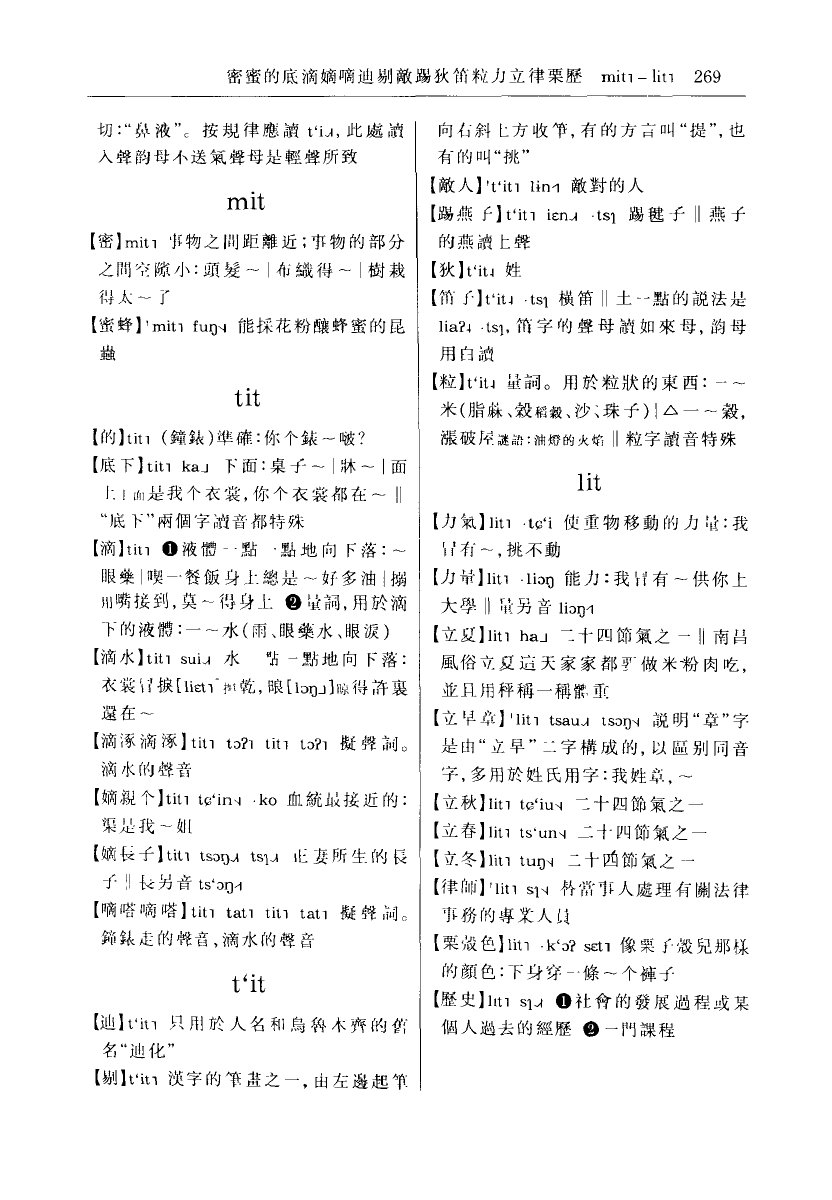 密蜜的底滴嫡嘀迪剔敵踢狄笛粒力立律栗歷 mit˥ – lit˥ 269
切:“鼻液”。按規律應讀 t‘i˩, 此處讀
入聲韵母不送氣聲母是輕聲所致
mit
【密】mit˥ 事物之間距離近;事物的部分
之間空隙小:頭髮～|布織得～|樹栽
得太～了
【蜜蜂】'mit˥ fuŋ˧˩ 能採花粉釀蜂蜜的昆
蟲
tit
【的】tit˥ (鐘錶)準確:你个錶～啵?
【底下】tit˥ ka˩ 下面:桌子～|牀～|面
上上面是我个衣裳,你个衣裳都在～‖
“底下”兩個字讀音都特殊
【滴】tit˥ ❶液體一點一點地向下落:～
眼藥|喫一餐飯身上總是～好多油|搦
用嘴接到,莫～得身上 ❷量詞,用於滴
下的液體:一～水(雨、眼藥水、眼淚)
【滴水】tit˥ sui˩ 水一點一點地向下落:
衣裳冇捩[liɛt˥]擰乾,㫰[lɔŋ˩]晾得許裏
還在～
【滴涿滴涿】tit˥ tɔʔ˥ tit˥ tɔʔ˥ 擬聲詞。
滴水的聲音
【嫡親个】tit˥ tɕ‘in˧˩ ·ko 血統最接近的:
渠是我～姐
【嫡長子】tit˥ tsɔŋ˩ tsɿ˩ 正妻所生的長
子‖長另音 ts‘ɔŋ˩
【嘀嗒嘀嗒】tit˥ tat˥ tit˥ tat˥ 擬聲詞。
鐘錶走的聲音,滴水的聲音
t‘it
【迪】t‘it˥ 只用於人名和烏魯木齊的舊
名“迪化”
【剔】t‘it˥ 漢字的筆畫之一,由左邊起筆
向右斜上方收筆,有的方言叫“提”,也
有的叫“挑”
【敵人】't‘it˥ lin˧ 敵對的人
【踢燕子】t‘it˥ iɛn˩ ·tsɿ 踢毽子‖燕子
的燕讀上聲
【狄】t‘it˩ 姓
【笛子】t‘it˩ ·tsɿ 橫笛‖土一點的說法是
liaʔ˩ ·tsɿ,笛字的聲母讀如來母,韵母
用白讀
【粒】t‘it˩ 量詞。用於粒狀的東西:一～
米(脂麻、穀稻穀、沙、珠子)|△一～穀,
漲破屋謎語:油燈的火焰‖粒字讀音特殊
lit
【力氣】lit˥ ·tɕ‘i 使重物移動的力量:我
冇有～,挑不動
【力量】lit˥ ·liɔŋ 能力:我冇有～供你上
大學‖量另音 liɔŋ˧
【立夏】lit˥ ha˩ 二十四節氣之一‖南昌
風俗立夏這天家家都要做米粉肉吃,
並且用秤稱一稱體重
【立早章】'lit˥ tsau˩ tsɔŋ˧˩ 說明“章”字
是由“立早”二字構成的,以區別同音
字,多用於姓氏用字:我姓章,～
【立秋】lit˥ tɕ‘iu˧˩ 二十四節氣之一
【立春】lit˥ ts‘un˧˩ 二十四節氣之一
【立冬】lit˥ tuŋ˧˩ 二十四節氣之一
【律師】'lit˥ sɿ˧˩ 替當事人處理有關法律
事務的專業人員
【栗殼色】lit˥ ·k‘ɔʔ sɛt˥ 像栗子殼兒那樣
的顏色:下身穿一條～个褲子
【歷史】lit˥ sɿ˩ ❶社會的發展過程或某
個人過去的經歷 ❷一門課程